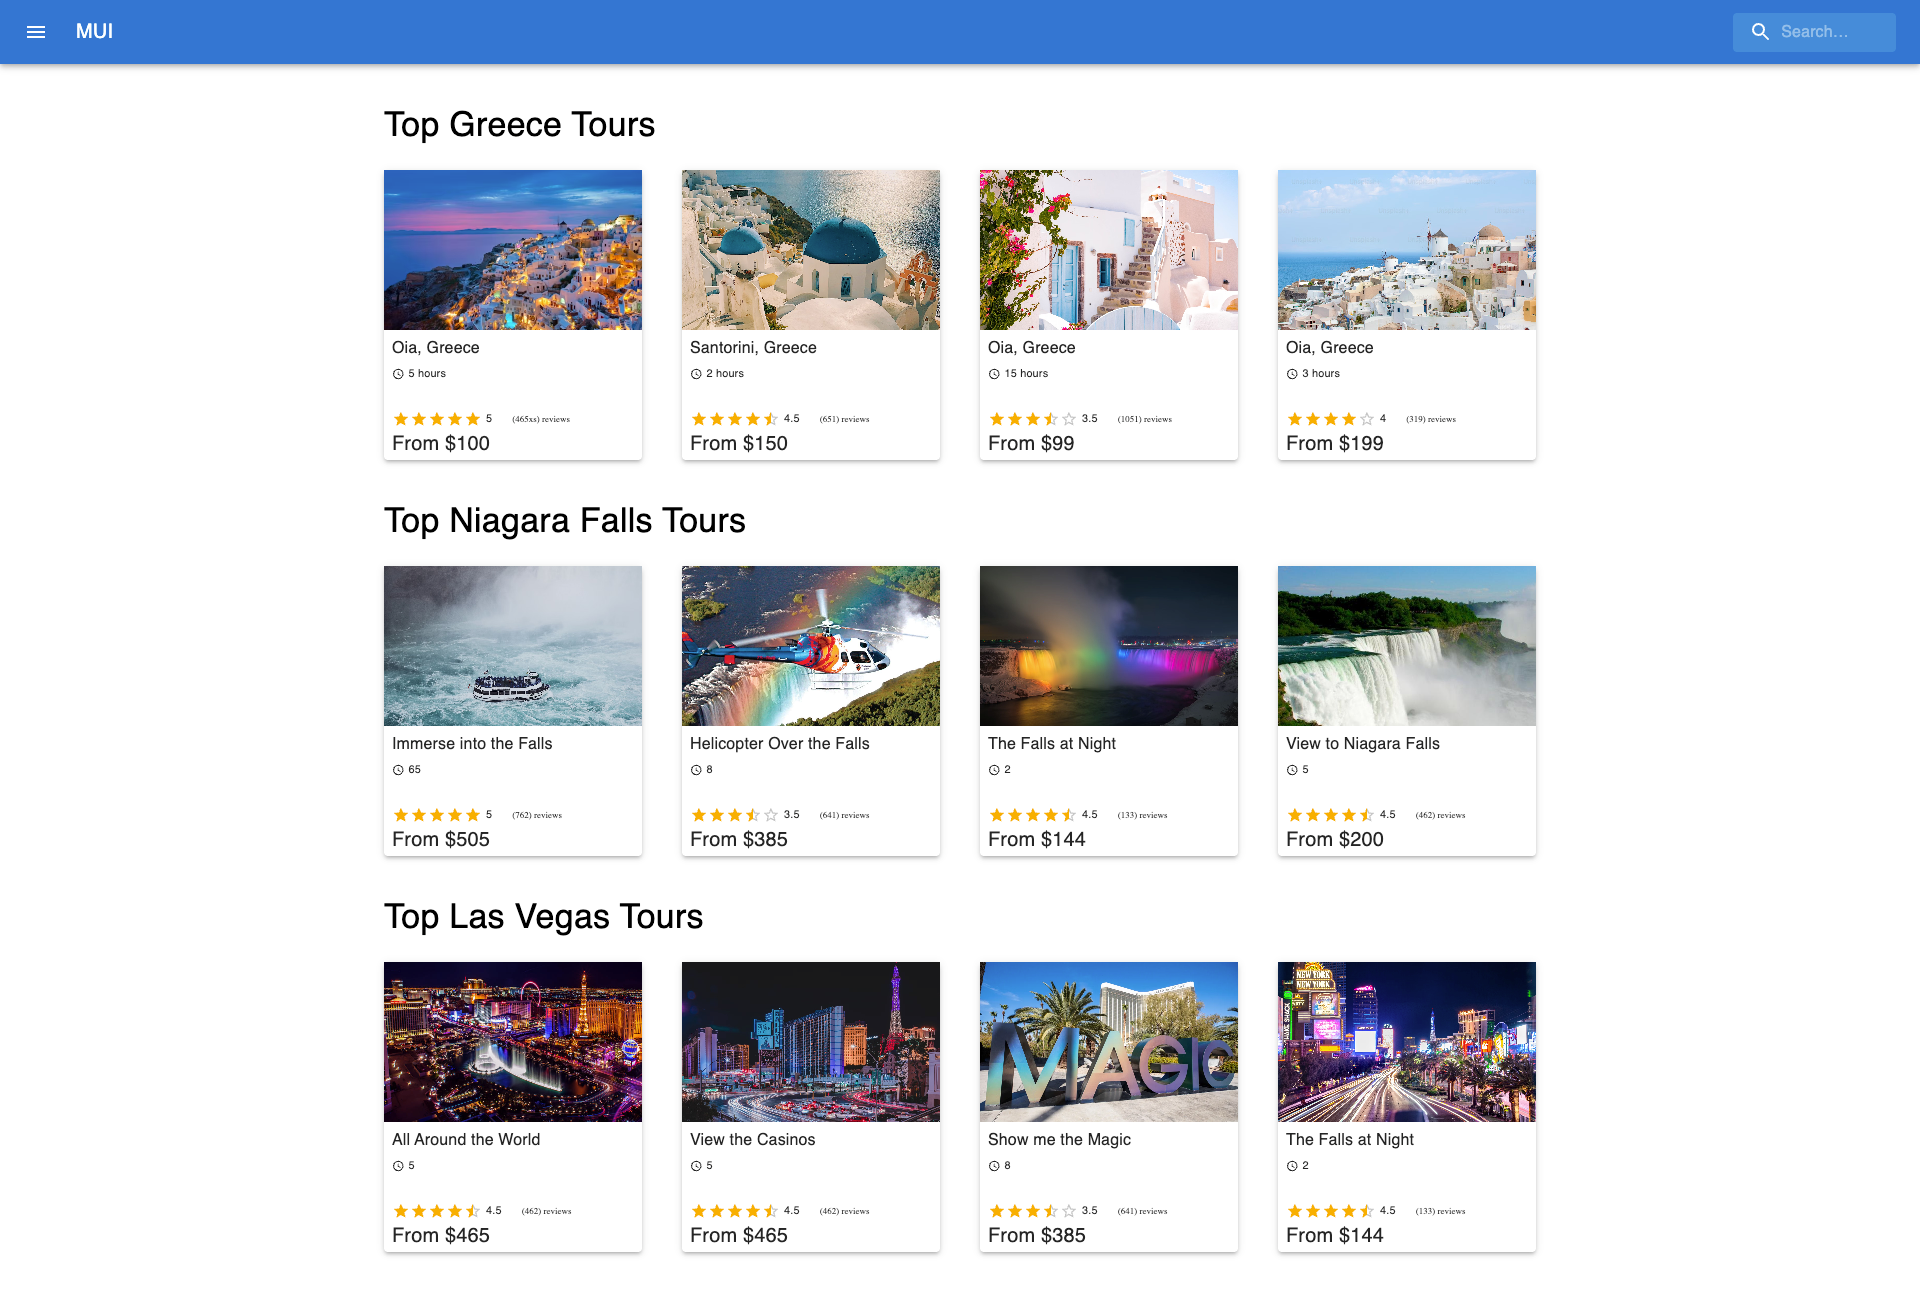 MUI
Search...
Top Greece Tours
Oia, Greece
5 hours
5 (465xs) reviews
From $100
Santorini, Greece
2 hours
4.5 (651) reviews
From $150
Oia, Greece
15 hours
3.5 (1051) reviews
From $99
Oia, Greece
3 hours
4 (319) reviews
From $199
Top Niagara Falls Tours
Immerse into the Falls
65
5 (762) reviews
From $505
Helicopter Over the Falls
8
3.5 (641) reviews
From $385
The Falls at Night
2
4.5 (133) reviews
From $144
View to Niagara Falls
5
4.5 (462) reviews
From $200
Top Las Vegas Tours
All Around the World
5
4.5 (462) reviews
From $465
View the Casinos
5
4.5 (462) reviews
From $465
MAGIC
Show me the Magic
8
3.5 (641) reviews
From $385
NEW YORK
NEW YORK
The Falls at Night
2
4.5 (133) reviews
From $144